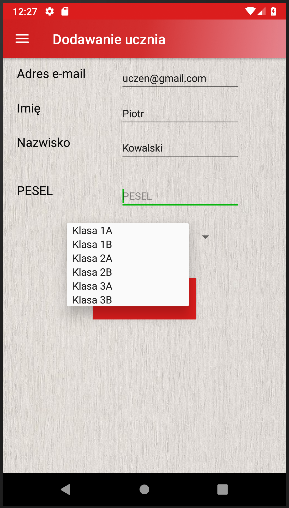 12:27
Dodawanie ucznia
Adres e-mail
uczen@gmail.com
Imię
Piotr
Nazwisko
Kowalski
PESEL
PESEL
Klasa 1A
Klasa 1B
Klasa 2A
Klasa 2B
Klasa 3A
Klasa 3B